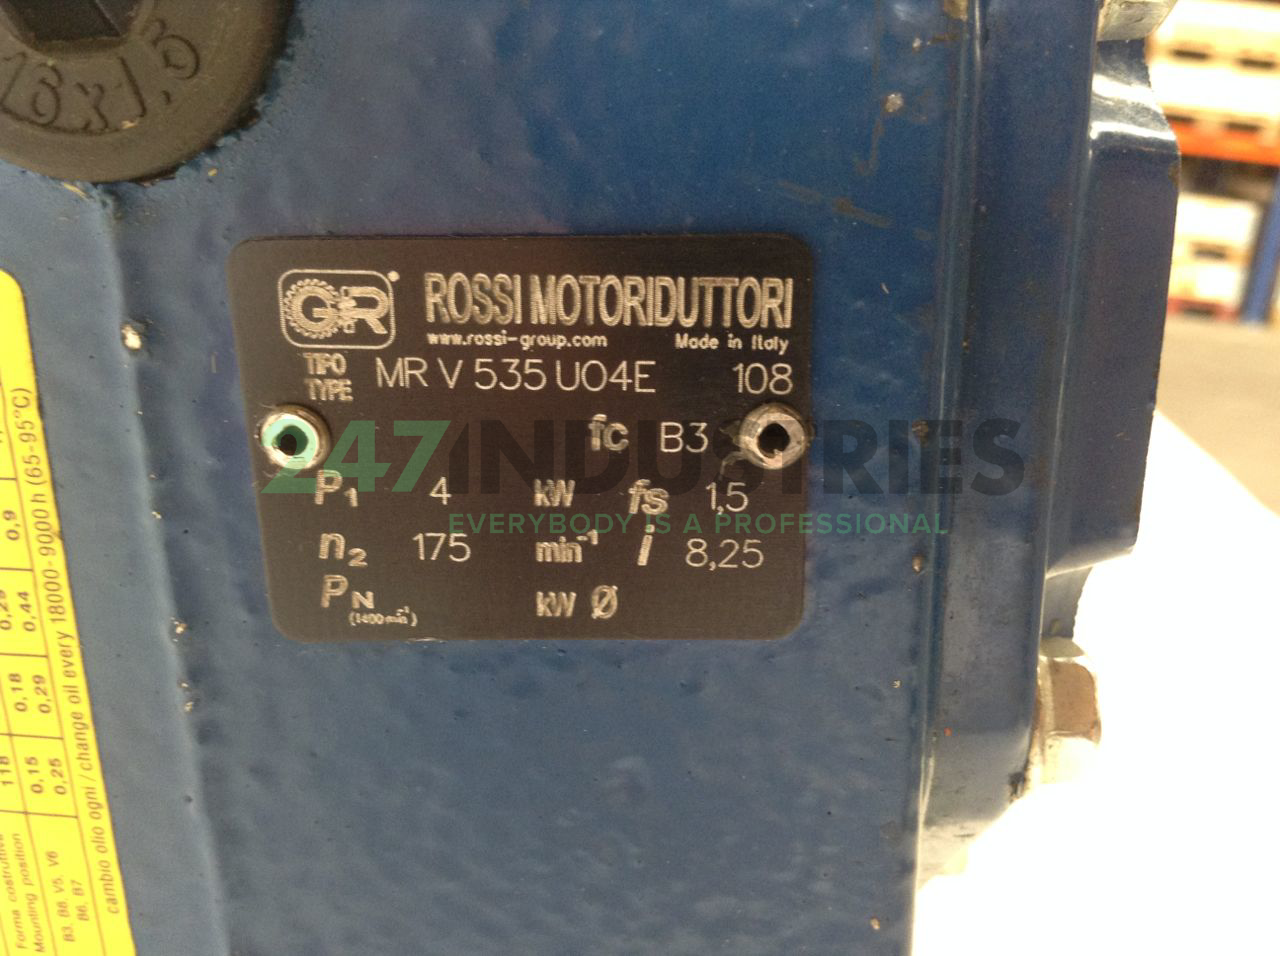 16x1,5
GR ROSSI MOTORIDUTTORI
www.rossi-group.com Made in Italy
TIPO
TYPE MR V 535 UO4E 108
fc B3
247INDUSTRIES
P1 4 kW fs 1,5
EVERYBODY IS A PROFESSIONAL
n2 175 min-1 i 8,25
PN kW Ø
(1400 min-1)
cambio olio ogni / change oil every 18000-9000 h (65-95°C)
118 0,18 0,9
0,15 0,29 0,44
0,25
Mounting position
B3, B8, V5, V6
B6, B7